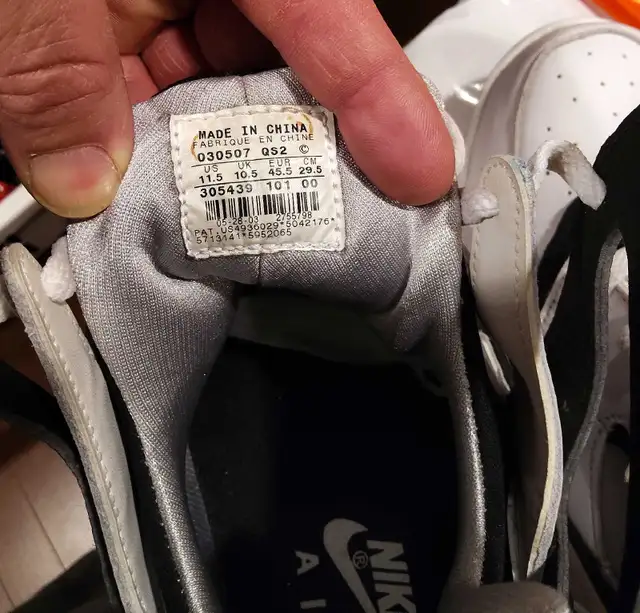 MADE IN CHINA
FABRIQUE EN CHINE
030507 QS2 ©
US UK EUR CM
11.5 10.5 45.5 29.5
305439 101 00
05-28-03 2755798
PAT. US4936029*5042176*
5713141*5952065
NIK
AI
®